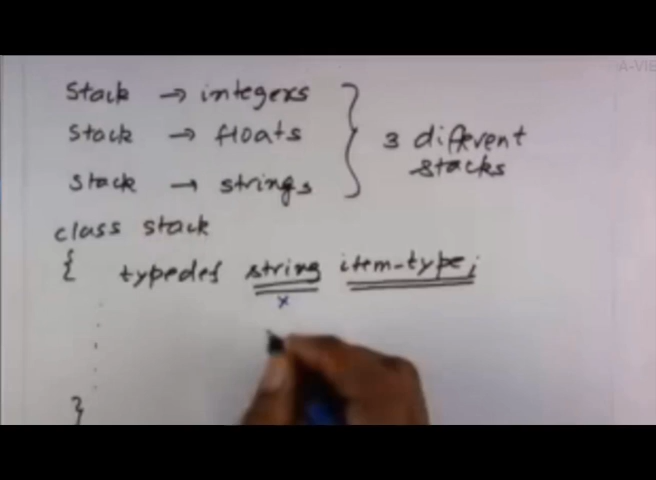 Stack → integers
Stack → floats
3 different
stacks
Stack → strings
class stack
{ typedef string item-type;
x
}